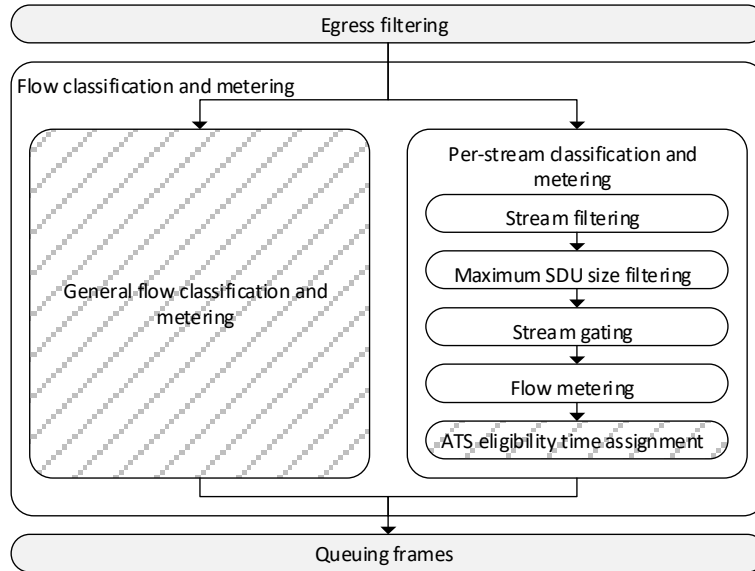 Egress filtering
Flow classification and metering
General flow classification and
metering
Per-stream classification and
metering
Stream filtering
Maximum SDU size filtering
Stream gating
Flow metering
ATS eligibility time assignment
Queuing frames